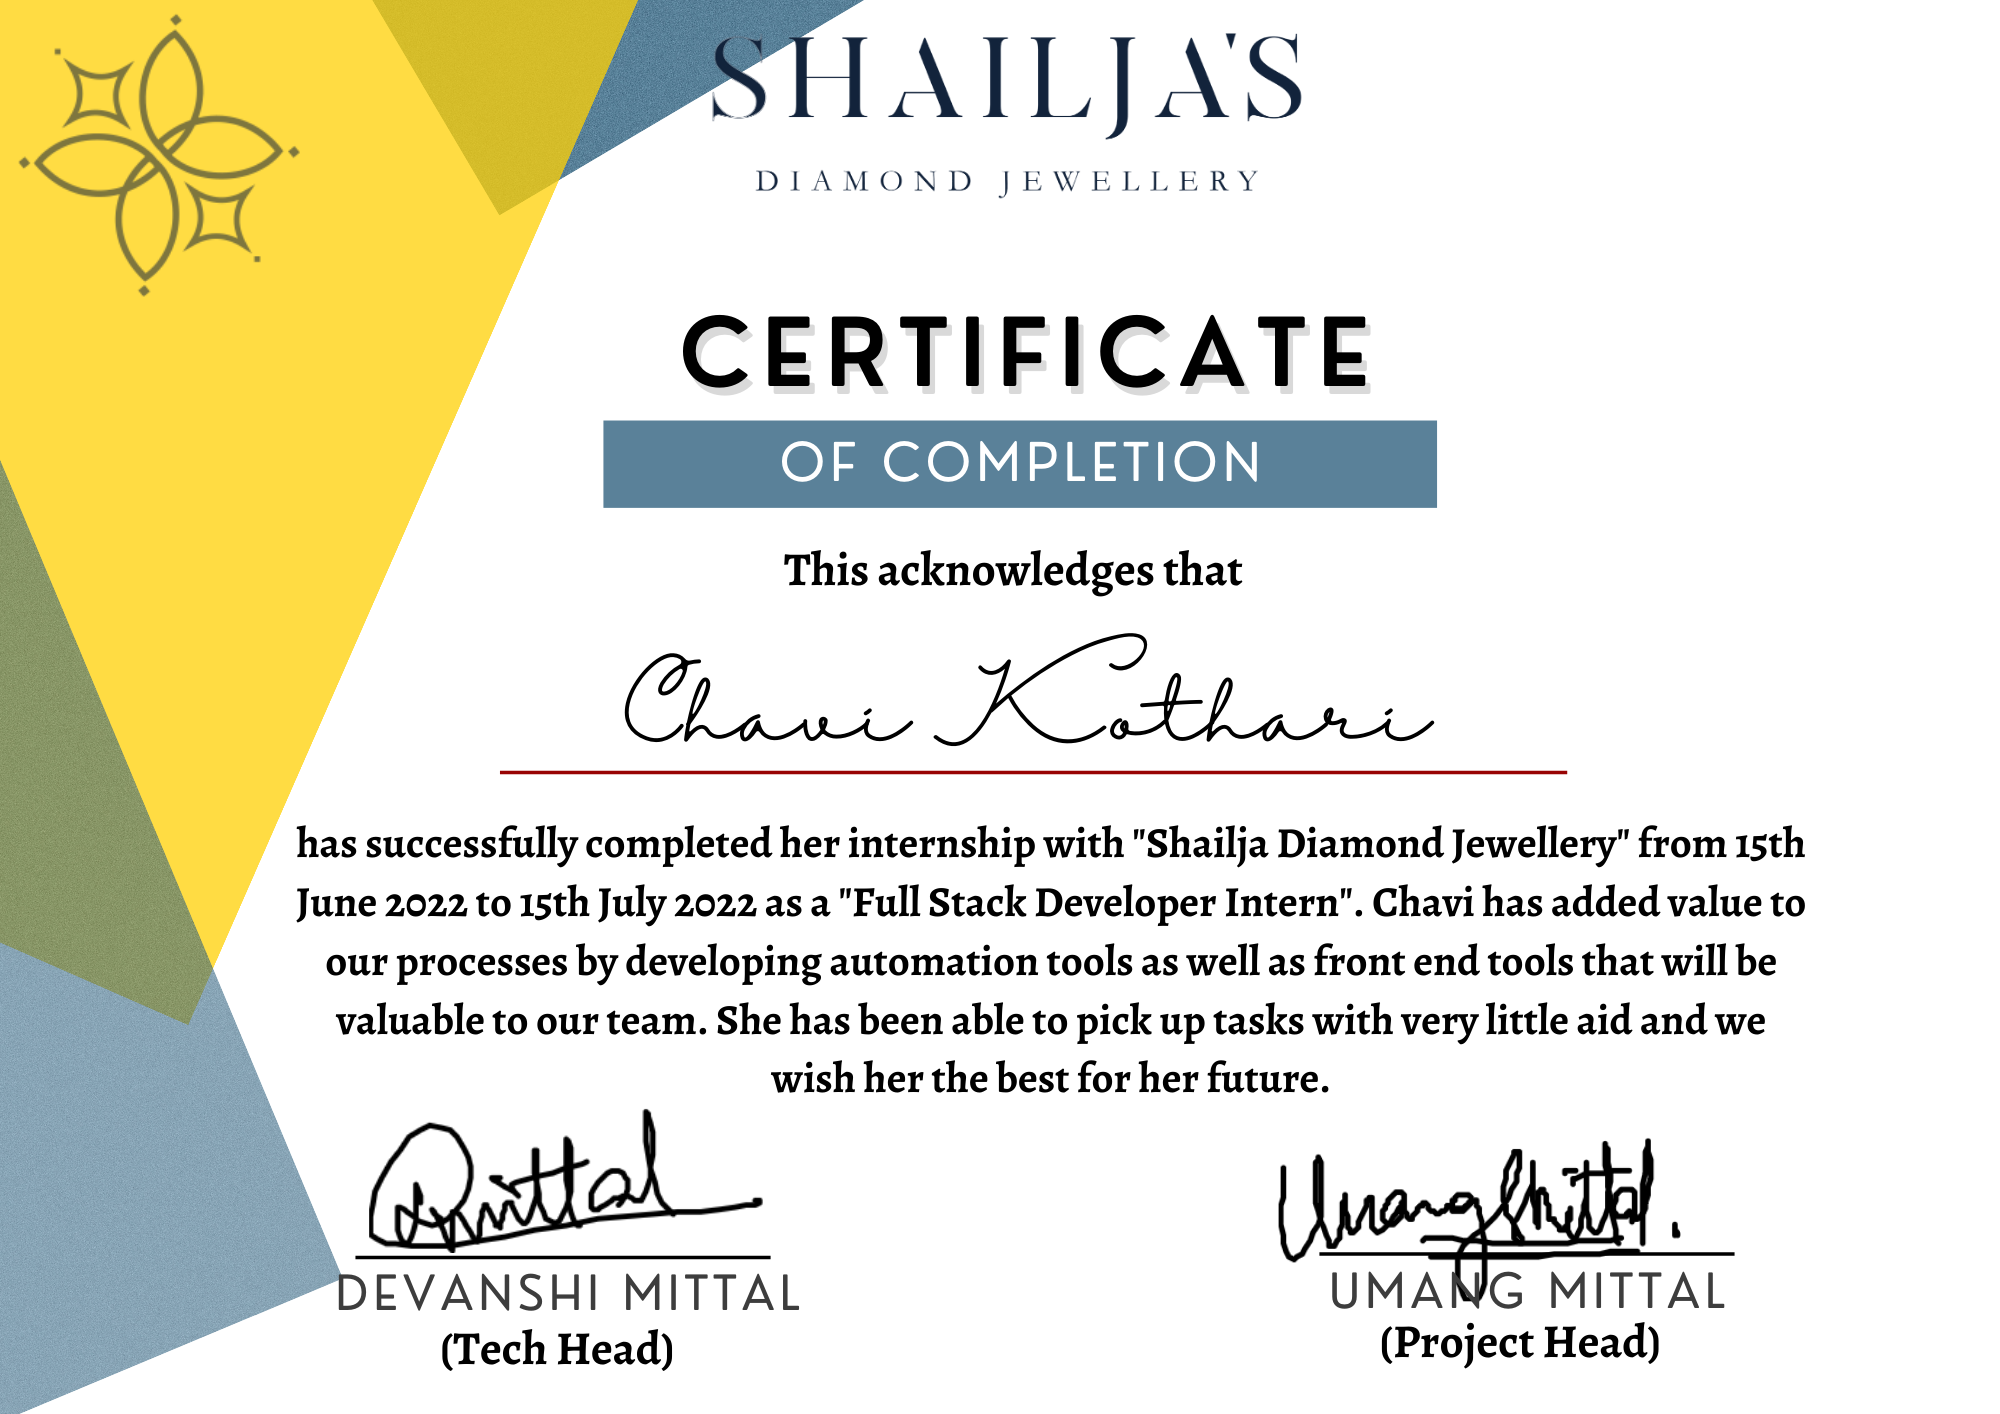 SHAILJA'S
DIAMOND JEWELLERY
CERTIFICATE
OF COMPLETION
This acknowledges that
Chavi Kothari
has successfully completed her internship with "Shailja Diamond Jewellery" from 15th
June 2022 to 15th July 2022 as a "Full Stack Developer Intern". Chavi has added value to
our processes by developing automation tools as well as front end tools that will be
valuable to our team. She has been able to pick up tasks with very little aid and we
wish her the best for her future.
DMittal
Umang Mittal.
DEVANSHI MITTAL
UMANG MITTAL
(Tech Head)
(Project Head)